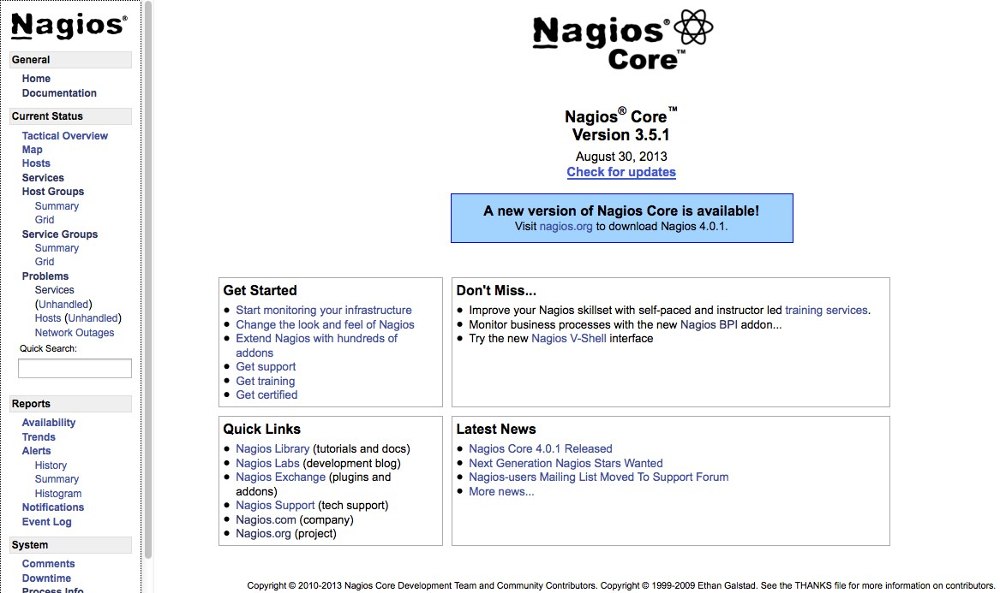 Nagios®
General
Home
Documentation
Current Status
Tactical Overview
Map
Hosts
Services
Host Groups
Summary
Grid
Service Groups
Summary
Grid
Problems
Services
(Unhandled)
Hosts (Unhandled)
Network Outages
Quick Search:
Reports
Availability
Trends
Alerts
History
Summary
Histogram
Notifications
Event Log
System
Comments
Downtime
Process Info
Nagios®
Core™
Nagios® Core™
Version 3.5.1
August 30, 2013
Check for updates
A new version of Nagios Core is available!
Visit nagios.org to download Nagios 4.0.1.
Get Started
Start monitoring your infrastructure
Change the look and feel of Nagios
Extend Nagios with hundreds of
addons
Get support
Get training
Get certified
Don't Miss...
Improve your Nagios skillset with self-paced and instructor led training services.
Monitor business processes with the new Nagios BPI addon...
Try the new Nagios V-Shell interface
Quick Links
Nagios Library (tutorials and docs)
Nagios Labs (development blog)
Nagios Exchange (plugins and
addons)
Nagios Support (tech support)
Nagios.com (company)
Nagios.org (project)
Latest News
Nagios Core 4.0.1 Released
Next Generation Nagios Stars Wanted
Nagios-users Mailing List Moved To Support Forum
More news...
Copyright © 2010-2013 Nagios Core Development Team and Community Contributors. Copyright © 1999-2009 Ethan Galstad. See the THANKS file for more information on contributors.